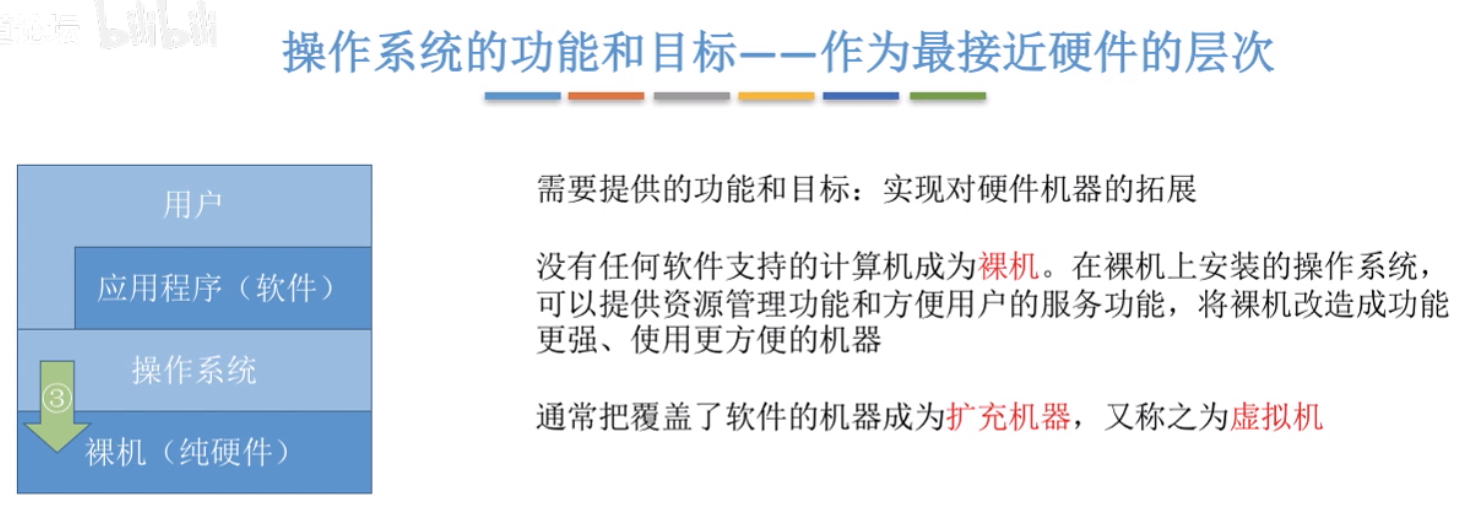 bilibili
操作系统的功能和目标——作为最接近硬件的层次
用户
应用程序（软件）
操作系统
③
裸机（纯硬件）
需要提供的功能和目标：实现对硬件机器的拓展
没有任何软件支持的计算机成为裸机。在裸机上安装的操作系统，
可以提供资源管理功能和方便用户的服务功能，将裸机改造成功能
更强、使用更方便的机器
通常把覆盖了软件的机器成为扩充机器，又称之为虚拟机